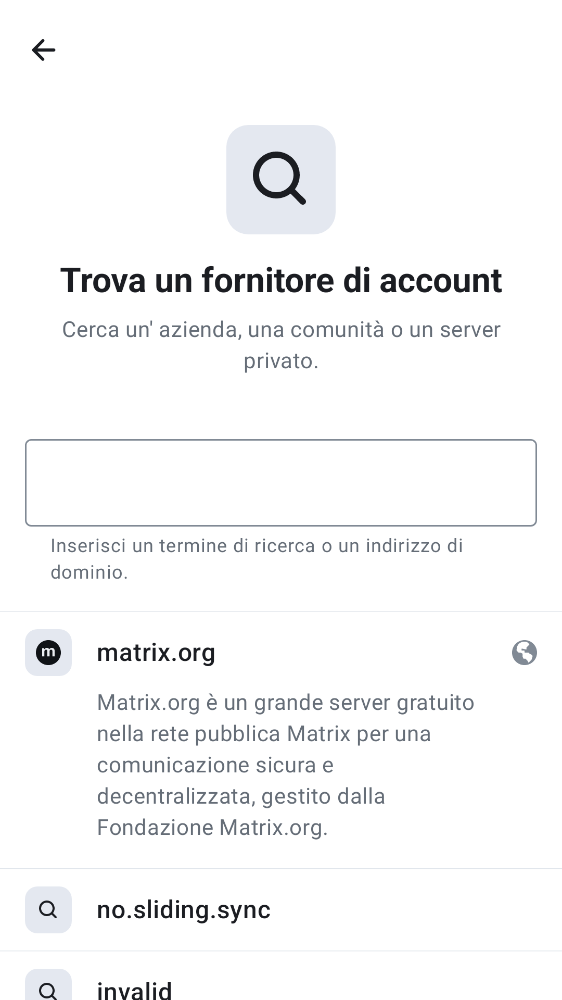 Trova un fornitore di account
Cerca un' azienda, una comunità o un server
privato.
Inserisci un termine di ricerca o un indirizzo di
dominio.
m
matrix.org
Matrix.org è un grande server gratuito
nella rete pubblica Matrix per una
comunicazione sicura e
decentralizzata, gestito dalla
Fondazione Matrix.org.
no.sliding.sync
invalid